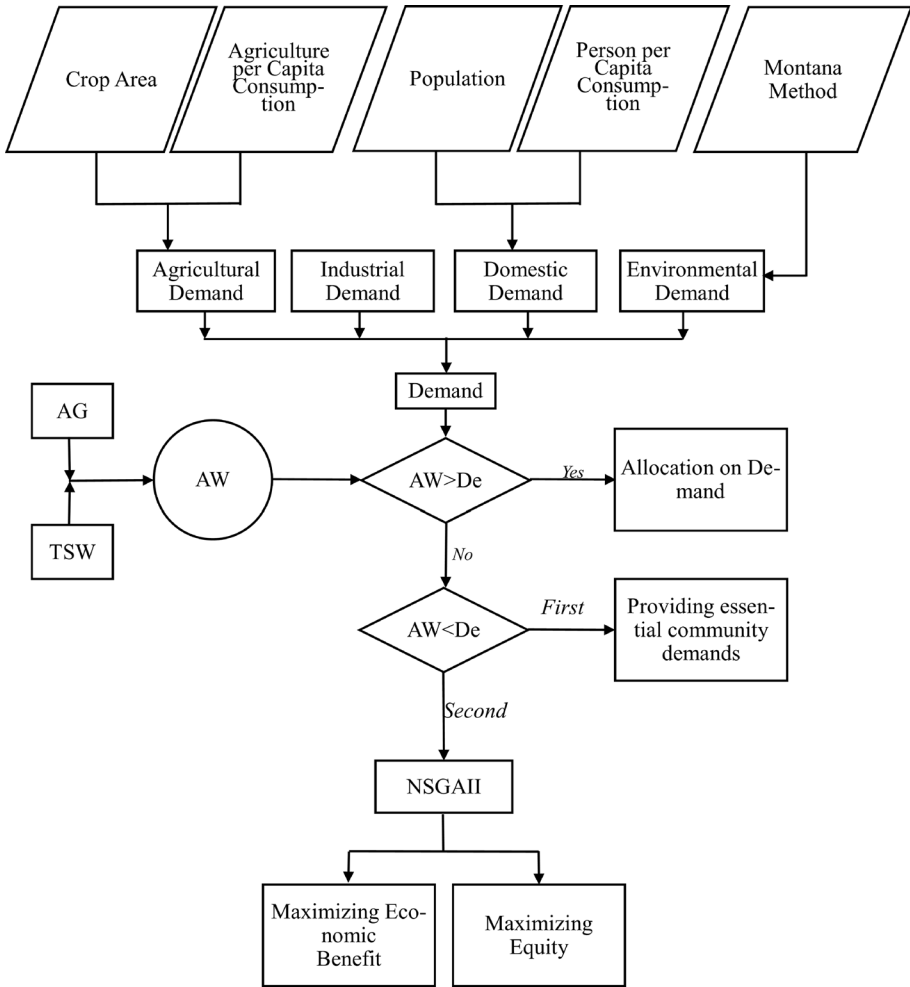 Crop Area
Agriculture
per Capita
Consump-
tion
Population
Person per
Capita
Consump-
tion
Montana
Method
Agricultural
Demand
Industrial
Demand
Domestic
Demand
Environmental
Demand
Demand
AG
AW
TSW
AW>De
Yes
Allocation on De-
mand
No
AW<De
First
Providing essen-
tial community
demands
Second
NSGAII
Maximizing Eco-
nomic
Benefit
Maximizing
Equity